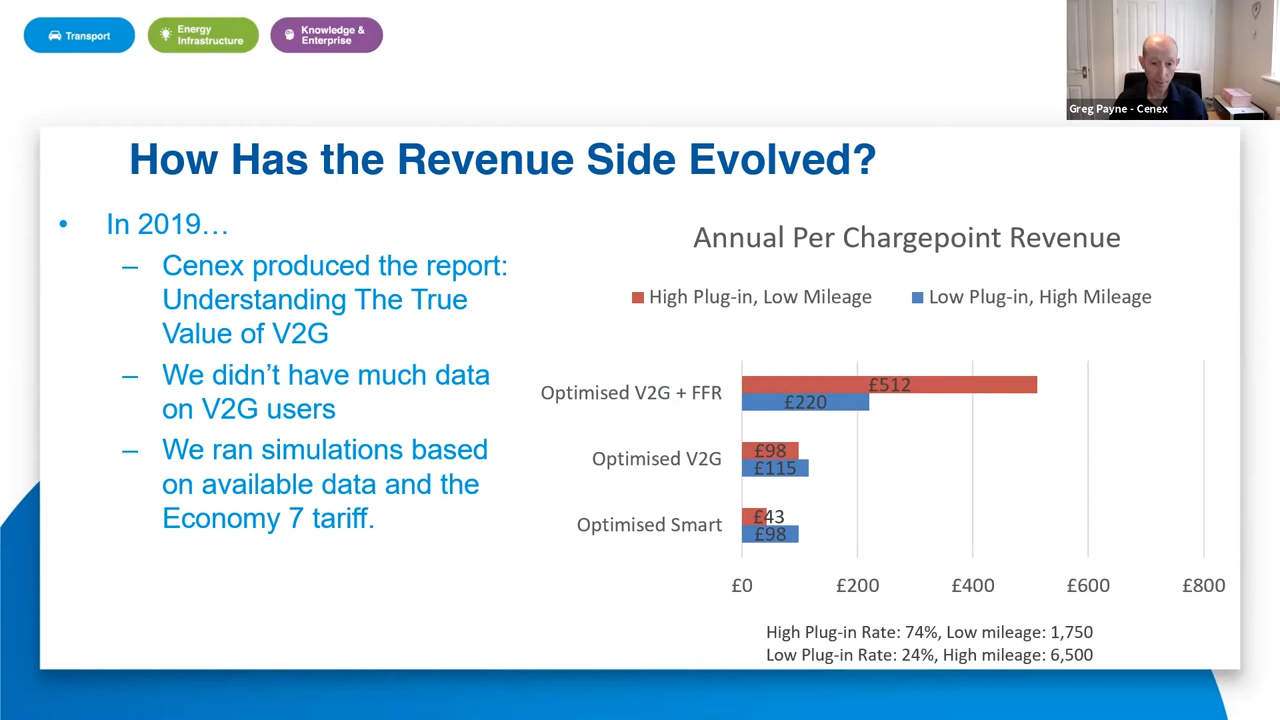 Transport
Energy
Infrastructure
Knowledge &
Enterprise
Greg Payne - Cenex
How Has the Revenue Side Evolved?
• In 2019…
– Cenex produced the report:
Understanding The True
Value of V2G
– We didn’t have much data
on V2G users
– We ran simulations based
on available data and the
Economy 7 tariff.
Annual Per Chargepoint Revenue
High Plug-in, Low Mileage
Low Plug-in, High Mileage
Optimised V2G + FFR
£512
£220
Optimised V2G
£98
£115
Optimised Smart
£43
£98
£0 £200 £400 £600 £800
High Plug-in Rate: 74%, Low mileage: 1,750
Low Plug-in Rate: 24%, High mileage: 6,500